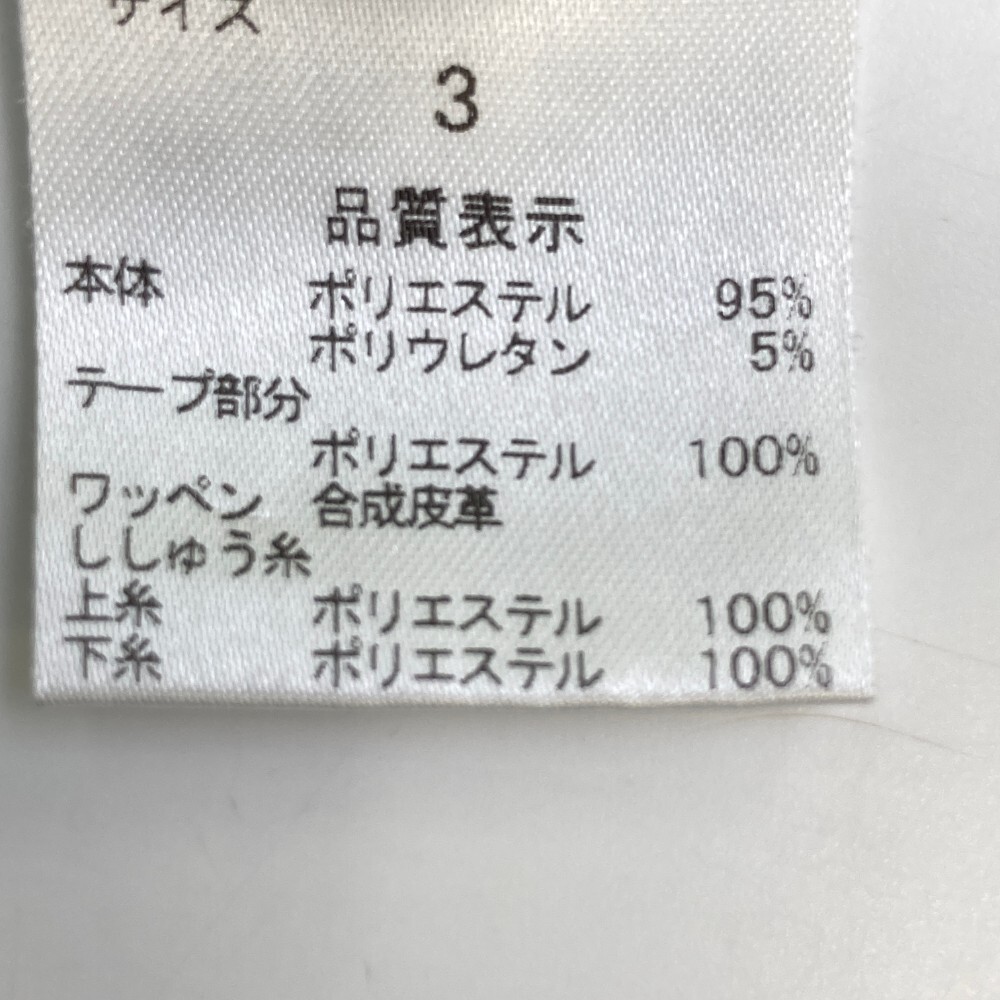 サイズ
3
品質表示
本体 ポリエステル 95%
ポリウレタン 5%
テープ部分
ポリエステル 100%
ワッペン 合成皮革
ししゅう糸
上糸 ポリエステル 100%
下糸 ポリエステル 100%